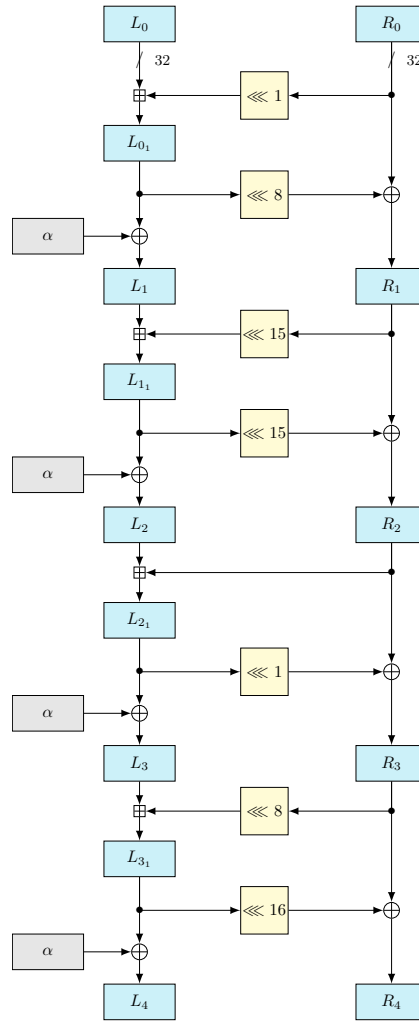 L₀ R₀
32 32
⋘ 1
L₀₁
⋘ 8
α
L₁ R₁
⋘ 15
L₁₁
⋘ 15
α
L₂ R₂
L₂₁
⋘ 1
α
L₃ R₃
⋘ 8
L₃₁
⋘ 16
α
L₄ R₄